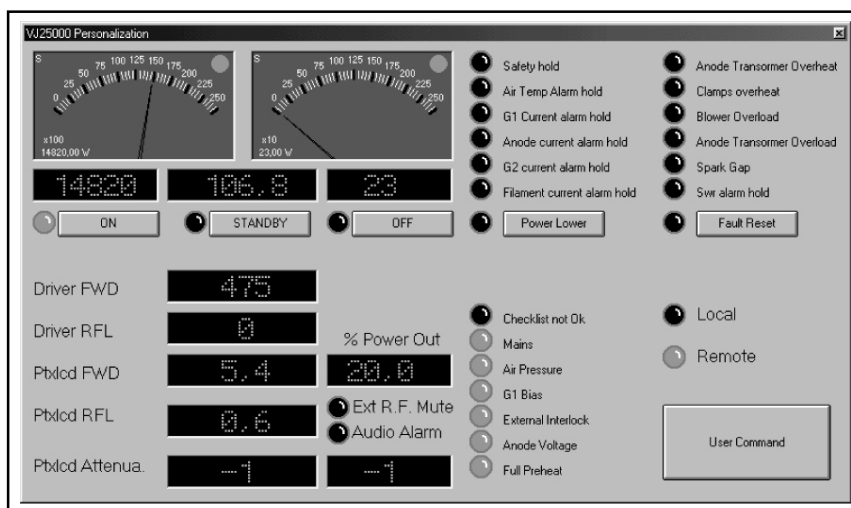 VJ25000 Personalization
S
0 25 50 75 100 125 150 175 200 225 250
x100
14820,00 W
S
0 25 50 75 100 125 150 175 200 225 250
x10
23,00 W
14820
106.8
23
ON
STANDBY
OFF
Safety hold
Air Temp Alarm hold
G1 Current alarm hold
Anode current alarm hold
G2 current alarm hold
Filament current alarm hold
Power Lower
Anode Transormer Overheat
Clamps overheat
Blower Overload
Anode Transormer Overload
Spark Gap
Swr alarm hold
Fault Reset
Driver FWD
475
Driver RFL
0
% Power Out
Ptxlcd FWD
5.4
20.0
Ptxlcd RFL
0.6
Ext R.F. Mute
Audio Alarm
Ptxlcd Attenua.
-1
-1
Checklist not Ok
Mains
Air Pressure
G1 Bias
External Interlock
Anode Voltage
Full Preheat
Local
Remote
User Command